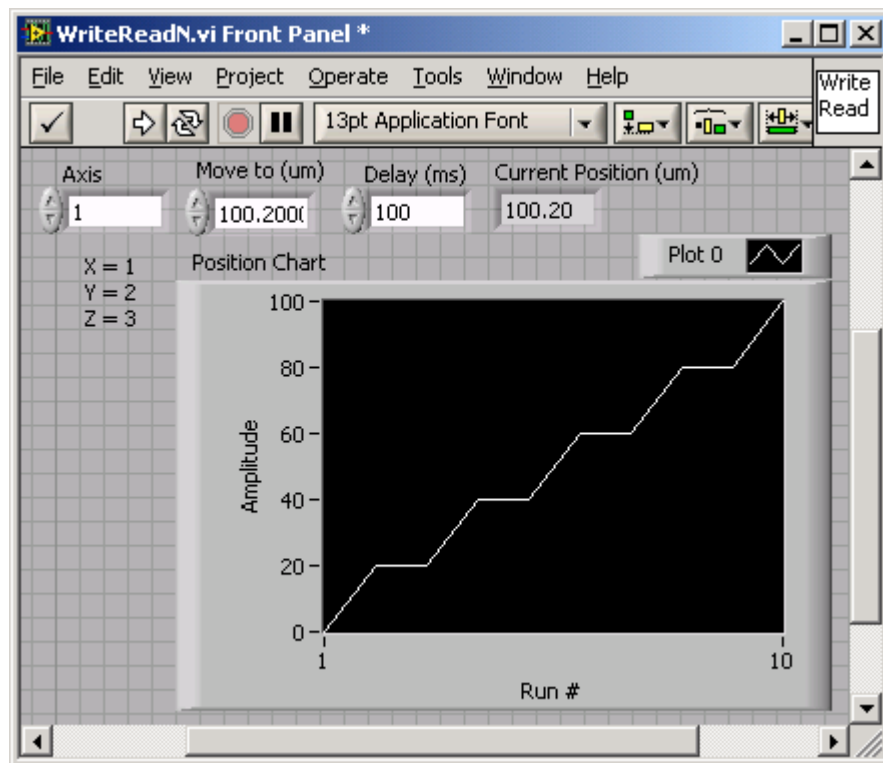 WriteReadN.vi Front Panel *
File Edit View Project Operate Tools Window Help
Write
Read
13pt Application Font
Axis Move to (um) Delay (ms) Current Position (um)
1 100.200( 100 100.20
X = 1
Y = 2
Z = 3
Position Chart
Plot 0
100
80
60
40
20
0
Amplitude
1 10
Run #